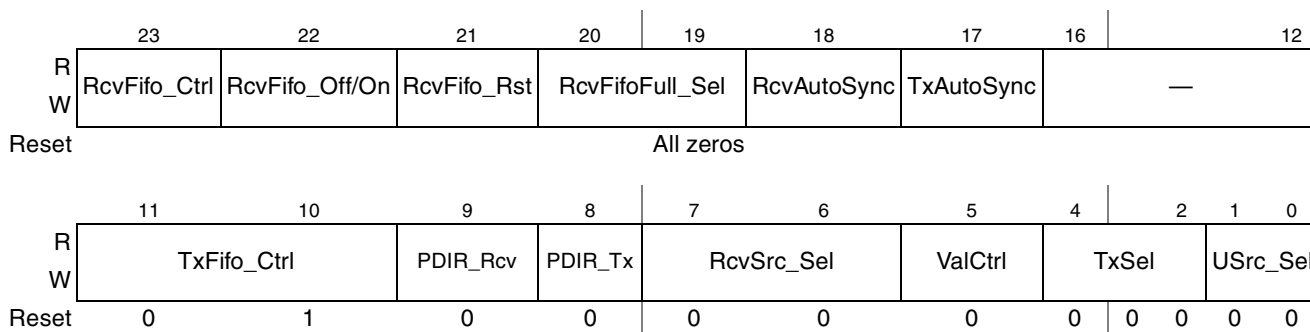 23 22 21 20 19 18 17 16 12
R
W
RcvFifo_Ctrl RcvFifo_Off/On RcvFifo_Rst RcvFifoFull_Sel RcvAutoSync TxAutoSync —
Reset All zeros
11 10 9 8 7 6 5 4 2 1 0
R
W
TxFifo_Ctrl PDIR_Rcv PDIR_Tx RcvSrc_Sel ValCtrl TxSel USrc_Sel
Reset 0 1 0 0 0 0 0 0 0 0 0 0